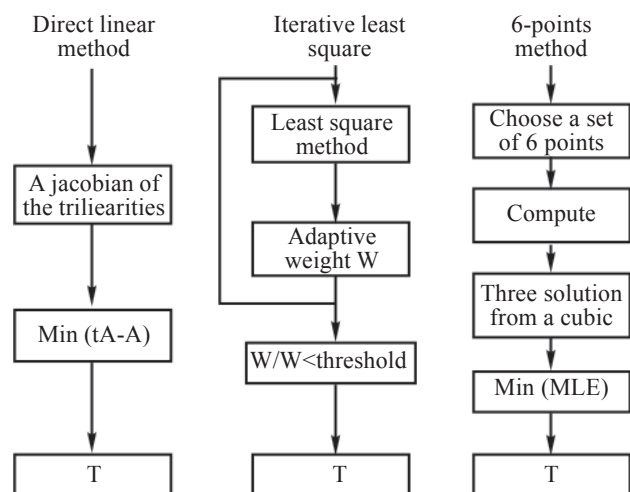 Direct linear
method
A jacobian of
the triliearities
Min (tA-A)
T
Iterative least
square
Least square
method
Adaptive
weight W
W/W<threshold
T
6-points
method
Choose a set
of 6 points
Compute
Three solution
from a cubic
Min (MLE)
T